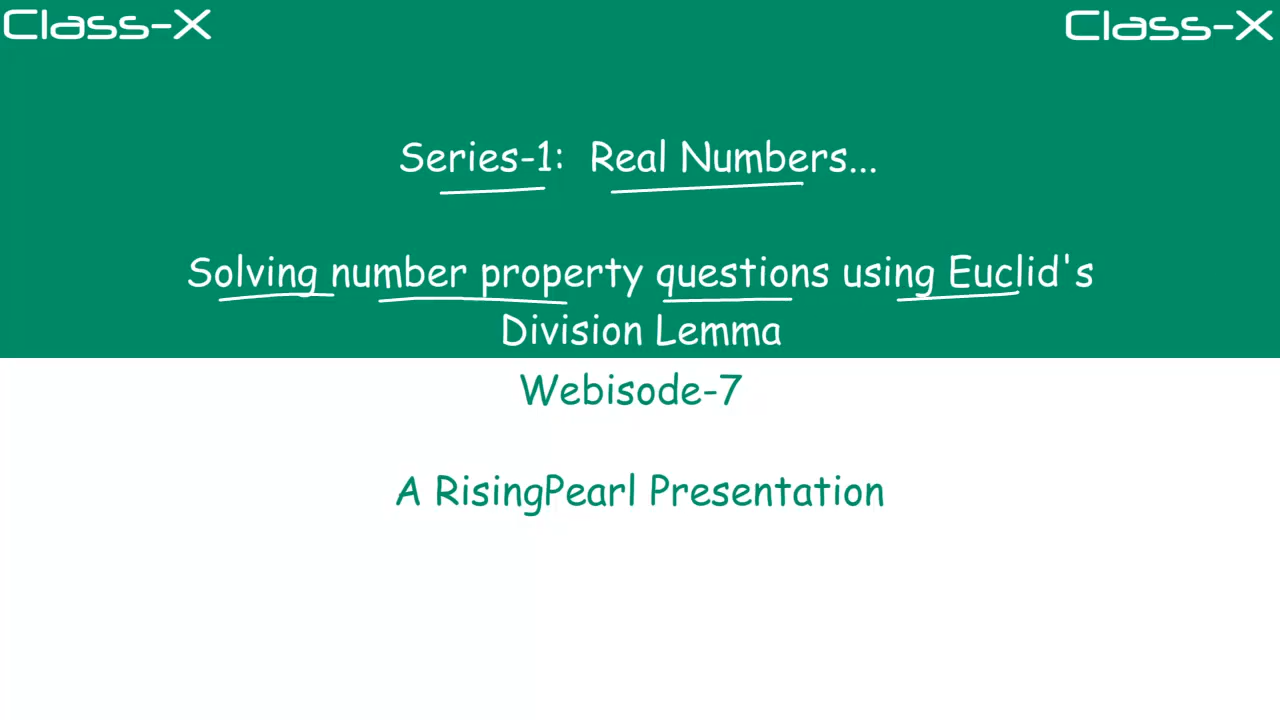 Class-X Class-X
Series-1: Real Numbers...
Solving number property questions using Euclid's
Division Lemma
Webisode-7
A RisingPearl Presentation